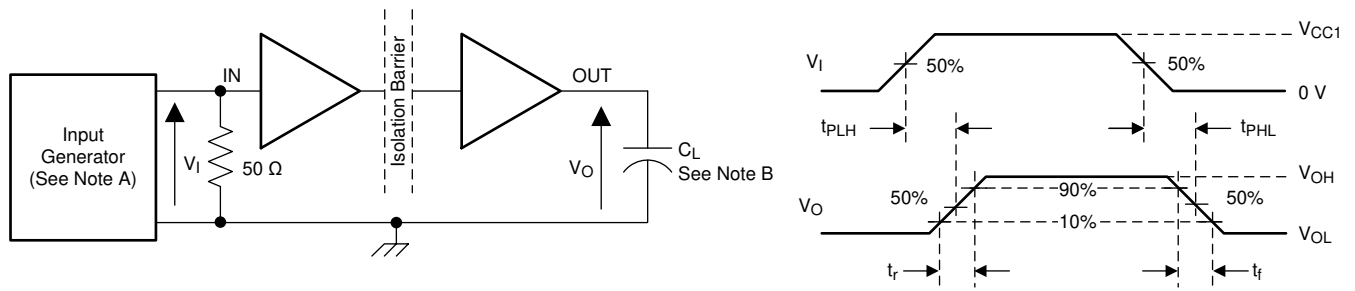 Input
Generator
(See Note A)
V_I
IN
50 Ω
Isolation Barrier
OUT
V_O
C_L
See Note B
V_I
50%
50%
V_CC1
0 V
t_PLH
t_PHL
V_O
50%
90%
10%
50%
V_OH
V_OL
t_r
t_f